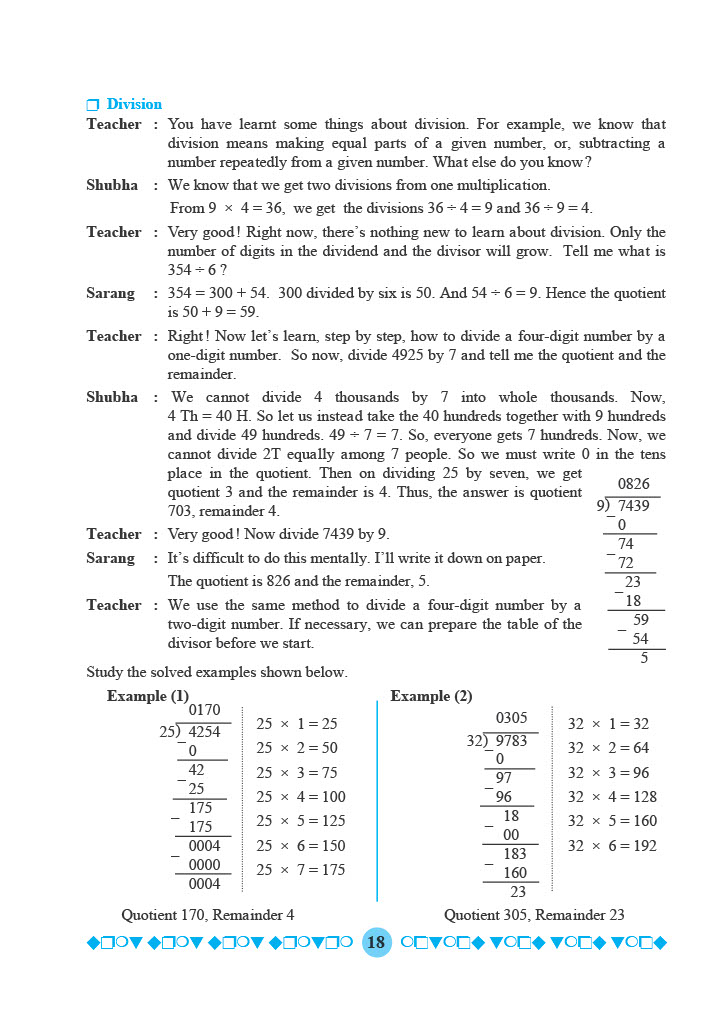 ❒ Division
Teacher : You have learnt some things about division. For example, we know that
division means making equal parts of a given number, or, subtracting a
number repeatedly from a given number. What else do you know?
Shubha : We know that we get two divisions from one multiplication.
From 9 × 4 = 36, we get the divisions 36 ÷ 4 = 9 and 36 ÷ 9 = 4.
Teacher : Very good! Right now, there's nothing new to learn about division. Only the
number of digits in the dividend and the divisor will grow. Tell me what is
354 ÷ 6 ?
Sarang : 354 = 300 + 54. 300 divided by six is 50. And 54 ÷ 6 = 9. Hence the quotient
is 50 + 9 = 59.
Teacher : Right! Now let's learn, step by step, how to divide a four-digit number by a
one-digit number. So now, divide 4925 by 7 and tell me the quotient and the
remainder.
Shubha : We cannot divide 4 thousands by 7 into whole thousands. Now,
4 Th = 40 H. So let us instead take the 40 hundreds together with 9 hundreds
and divide 49 hundreds. 49 ÷ 7 = 7. So, everyone gets 7 hundreds. Now, we
cannot divide 2T equally among 7 people. So we must write 0 in the tens
place in the quotient. Then on dividing 25 by seven, we get
quotient 3 and the remainder is 4. Thus, the answer is quotient
703, remainder 4.
Teacher : Very good! Now divide 7439 by 9.
Sarang : It's difficult to do this mentally. I'll write it down on paper.
The quotient is 826 and the remainder, 5.
Teacher : We use the same method to divide a four-digit number by a
two-digit number. If necessary, we can prepare the table of the
divisor before we start.
0826
9) 7439
− 0
74
− 72
23
− 18
59
− 54
5
Study the solved examples shown below.
Example (1)
0170
25) 4254
− 0
42
− 25
175
− 175
0004
− 0000
0004
25 × 1 = 25
25 × 2 = 50
25 × 3 = 75
25 × 4 = 100
25 × 5 = 125
25 × 6 = 150
25 × 7 = 175
Quotient 170, Remainder 4
Example (2)
0305
32) 9783
− 0
97
− 96
18
− 00
183
− 160
23
32 × 1 = 32
32 × 2 = 64
32 × 3 = 96
32 × 4 = 128
32 × 5 = 160
32 × 6 = 192
Quotient 305, Remainder 23
18